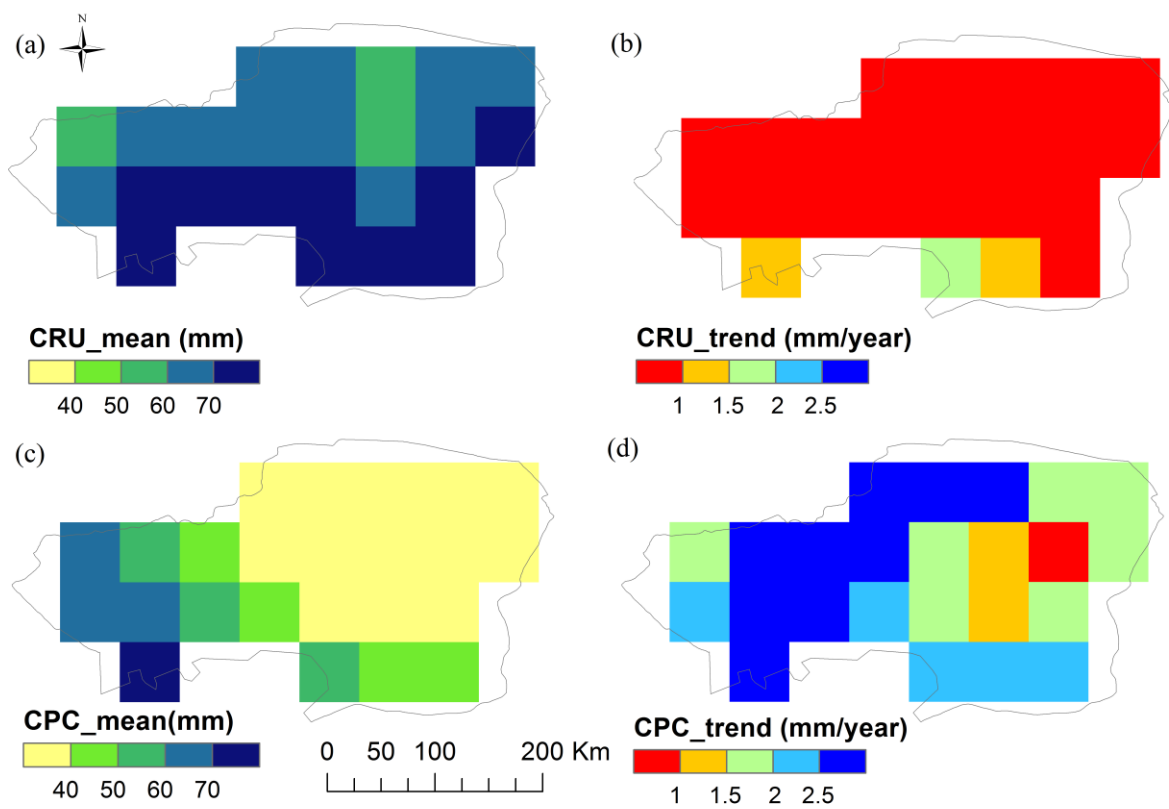 (a)
N
(b)
CRU_mean (mm)
40 50 60 70
CRU_trend (mm/year)
1 1.5 2 2.5
(c)
(d)
CPC_mean(mm)
40 50 60 70
0 50 100 200 Km
CPC_trend (mm/year)
1 1.5 2 2.5